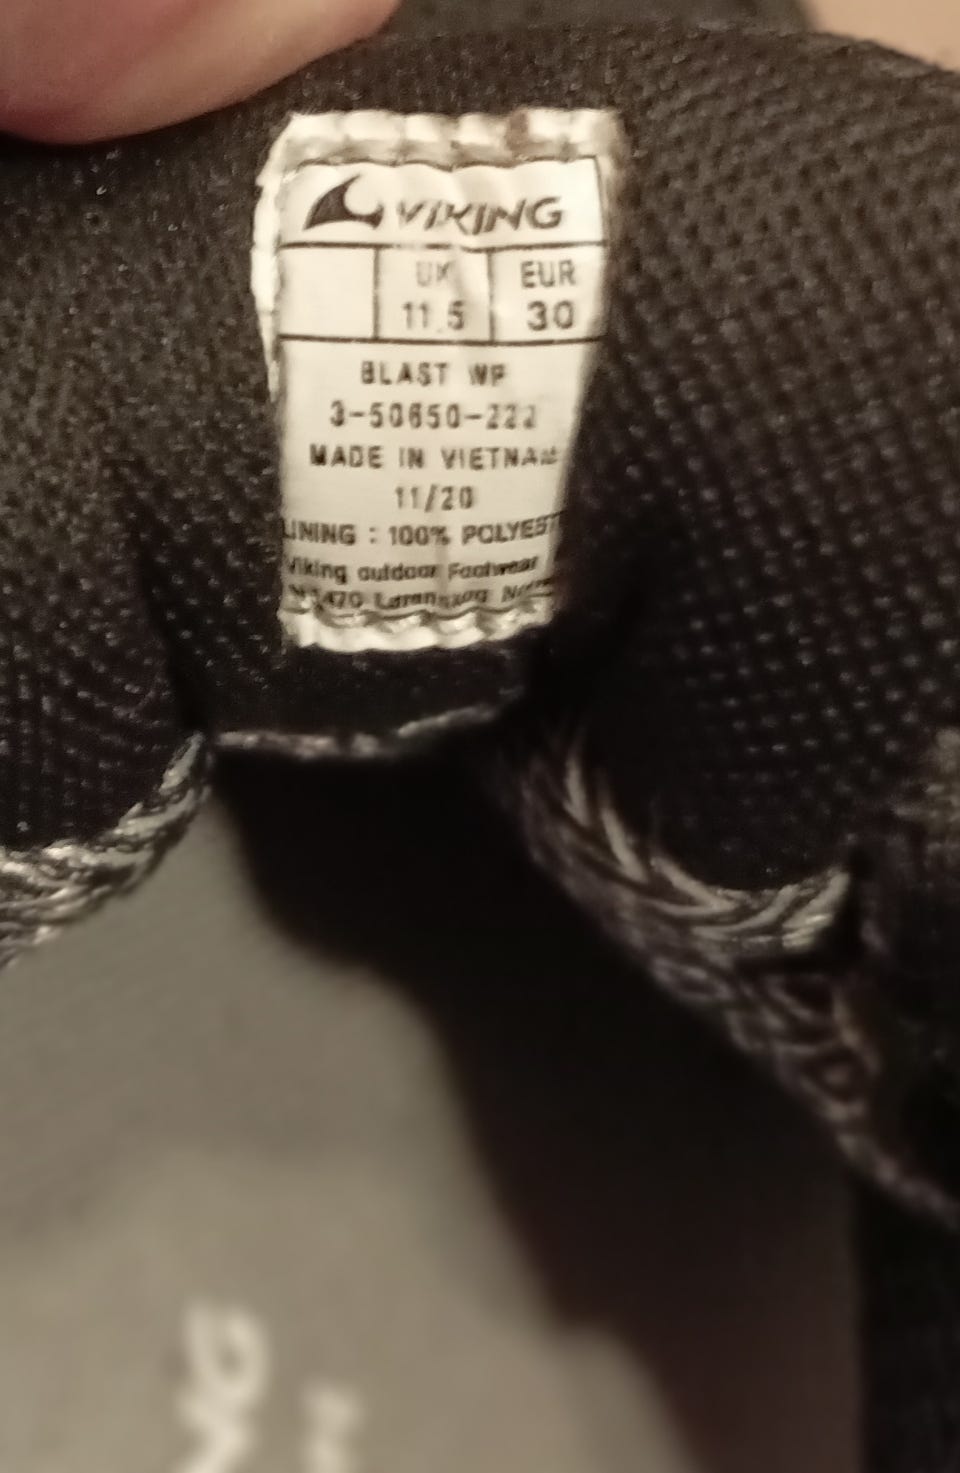 VIKING
UK EUR
11.5 30
BLAST WP
3-50650-222
MADE IN VIETNAM
11/20
LINING : 100% POLYEST
Viking outdoor Footwear